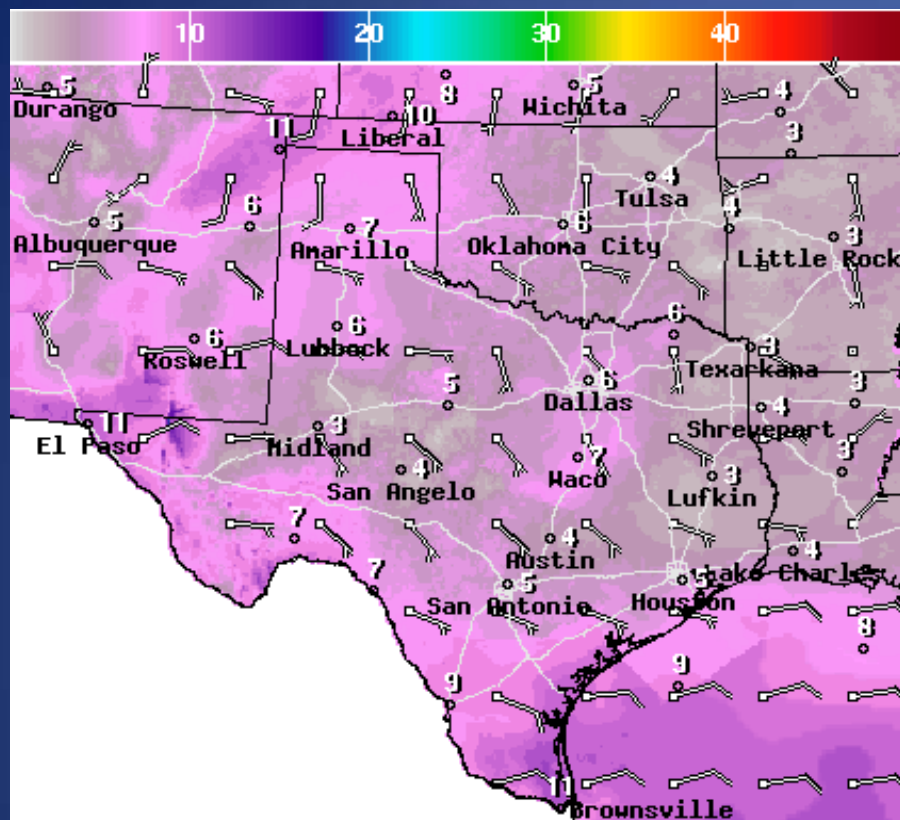 10 20 30 40
5 8 5 4
Durango Liberal 10 Wichita
11 3
6 4 Tulsa 4
5 7 6 3
Albuquerque Amarillo Oklahoma City Little Rock
6 6 6 3
Roswell Lubbock Texarkana
5 6 3
Dallas 4
11 3 Shreveport
El Paso Midland 7 3
4 Waco 3
San Angelo Lufkin
7 4 4
Austin
7 5 5 Lake Charles
San Antonio Houston
8
9 9
11
Brownsville